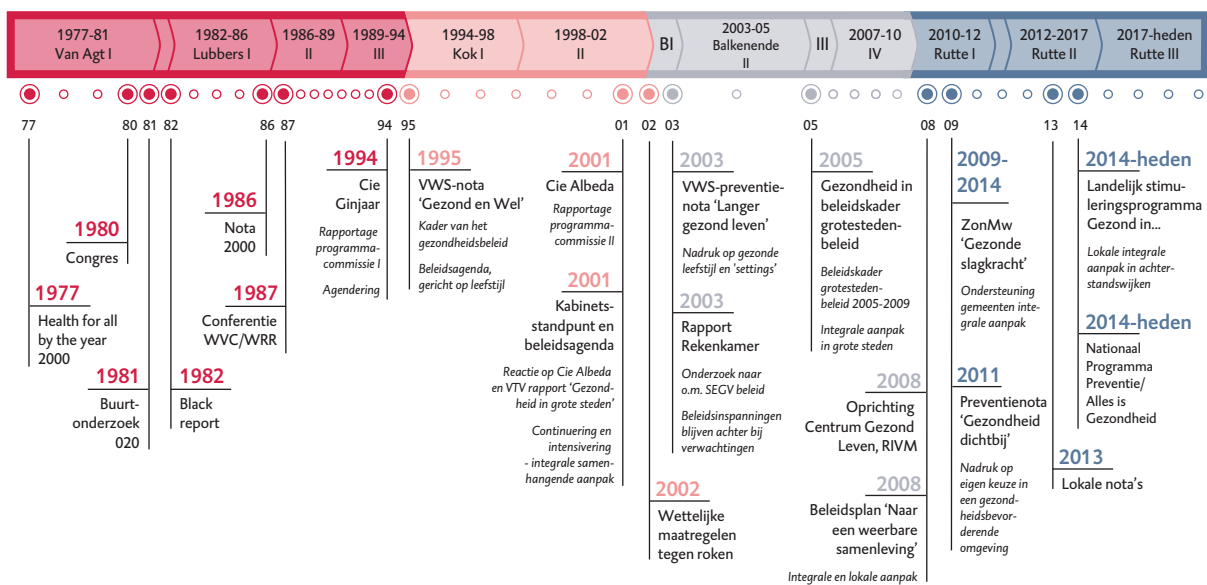 1977-81
Van Agt I
1982-86
Lubbers I
1986-89
II
1989-94
III
1994-98
Kok I
1998-02
II
BI
2003-05
Balkenende
II
III
2007-10
IV
2010-12
Rutte I
2012-2017
Rutte II
2017-heden
Rutte III
77
80
81
82
86
87
94
95
01
02
03
05
08
09
13
14
1977
Health for all
by the year
2000
1980
Congres
1981
Buurt-
onderzoek
020
1982
Black
report
1986
Nota
2000
1987
Conferentie
WVC/WRR
1994
Cie
Ginjaar
Rapportage
programma-
commissie I
Agendering
1995
VWS-nota
‘Gezond en Wel’
Kader van het
gezondheidsbeleid
Beleidsagenda,
gericht op leefstijl
2001
Cie Albeda
Rapportage
programma-
commissie II
2001
Kabinets-
standpunt en
beleidsagenda
Reactie op Cie Albeda
en VTV rapport ‘Gezond-
heid in grote steden’
Continuering en
intensivering
- integrale samen-
hangende aanpak
2002
Wettelijke
maatregelen
tegen roken
2003
VWS-preventie-
nota ‘Langer
gezond leven’
Nadruk op gezonde
leefstijl en 'settings’
2003
Rapport
Rekenkamer
Onderzoek naar
o.m. SEGV beleid
Beleidsinspanningen
blijven achter bij
verwachtingen
2005
Gezondheid in
beleidskader
grotesteden-
beleid
Beleidskader
grotesteden-
beleid 2005-2009
Integrale aanpak
in grote steden
2008
Oprichting
Centrum Gezond
Leven, RIVM
2008
Beleidsplan ‘Naar
een weerbare
samenleving’
Integrale en lokale aanpak
2009-
2014
ZonMw
‘Gezonde
slagkracht’
Ondersteuning
gemeenten inte-
grale aanpak
2011
Preventienota
‘Gezondheid
dichtbij’
Nadruk op
eigen keuze in
een gezond-
heidsbevor-
derende
omgeving
2013
Lokale nota’s
2014-heden
Landelijk stimu-
leringsprogramma
Gezond in...
Lokale integrale
aanpak in achter-
standswijken
2014-heden
Nationaal
Programma
Preventie/
Alles is
Gezondheid